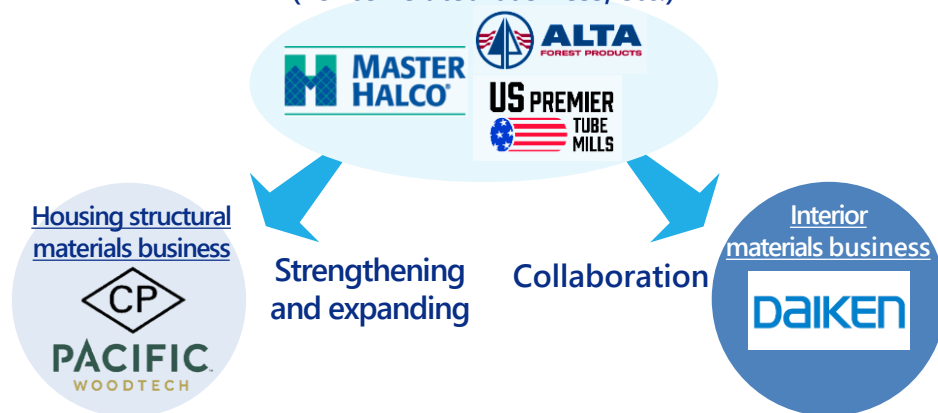 MASTER
HALCO®
ALTA
FOREST PRODUCTS
US PREMIER
TUBE
MILLS
Housing structural
materials business
CP
PACIFIC
WOODTECH
Strengthening
and expanding
Collaboration
Interior
materials business
DAIKEN